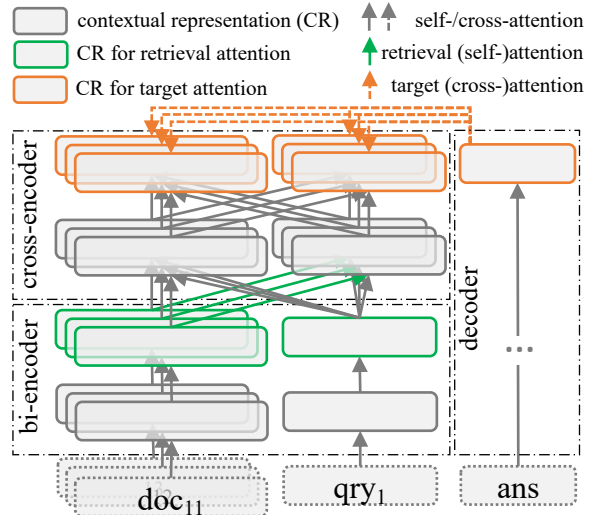 contextual representation (CR)
self-/cross-attention
CR for retrieval attention
retrieval (self-)attention
CR for target attention
target (cross-)attention
cross-encoder
bi-encoder
decoder
...
doc₁₁
qry₁
ans